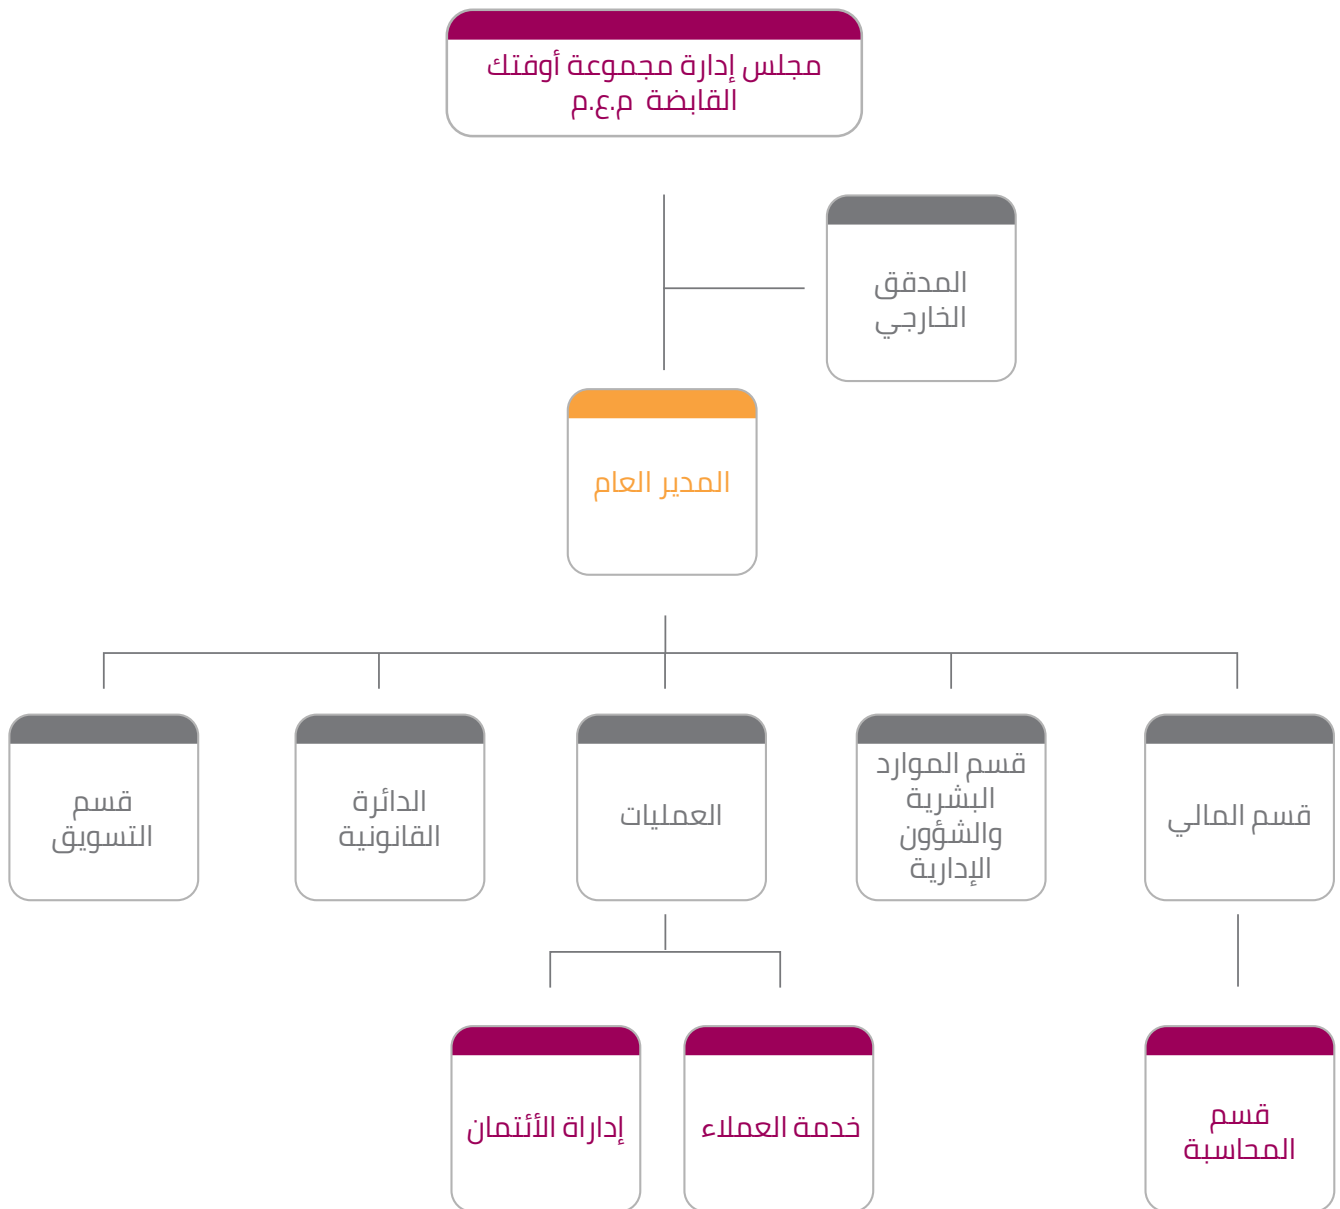 مجلس إدارة مجموعة أوفتك
القابضة م.ع.م
المدقق
الخارجي
المدير العام
قسم المالي
قسم الموارد
البشرية
والشؤون
الإدارية
العمليات
الدائرة
القانونية
قسم
التسويق
قسم
المحاسبة
خدمة العملاء
إداراة الأئتمان